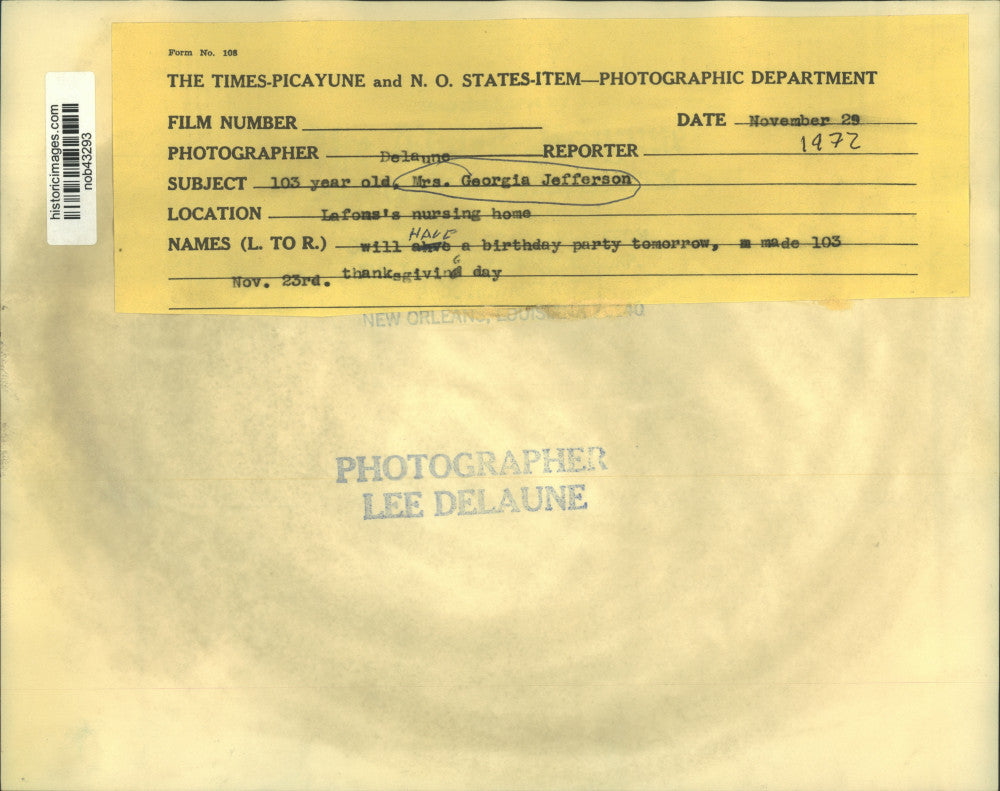 historicimages.com
nob43293
Form No. 108
THE TIMES-PICAYUNE and N. O. STATES-ITEM—PHOTOGRAPHIC DEPARTMENT
FILM NUMBER
DATE November 29
1972
PHOTOGRAPHER Delaune REPORTER
SUBJECT 103 year old, Mrs. Georgia Jefferson
LOCATION Lafons's nursing home
HAVE
NAMES (L. TO R.) will ahve a birthday party tomorrow, m made 103
Nov. 23rd. thanksgiving day
NEW ORLEANS,
PHOTOGRAPHER
LEE DELAUNE